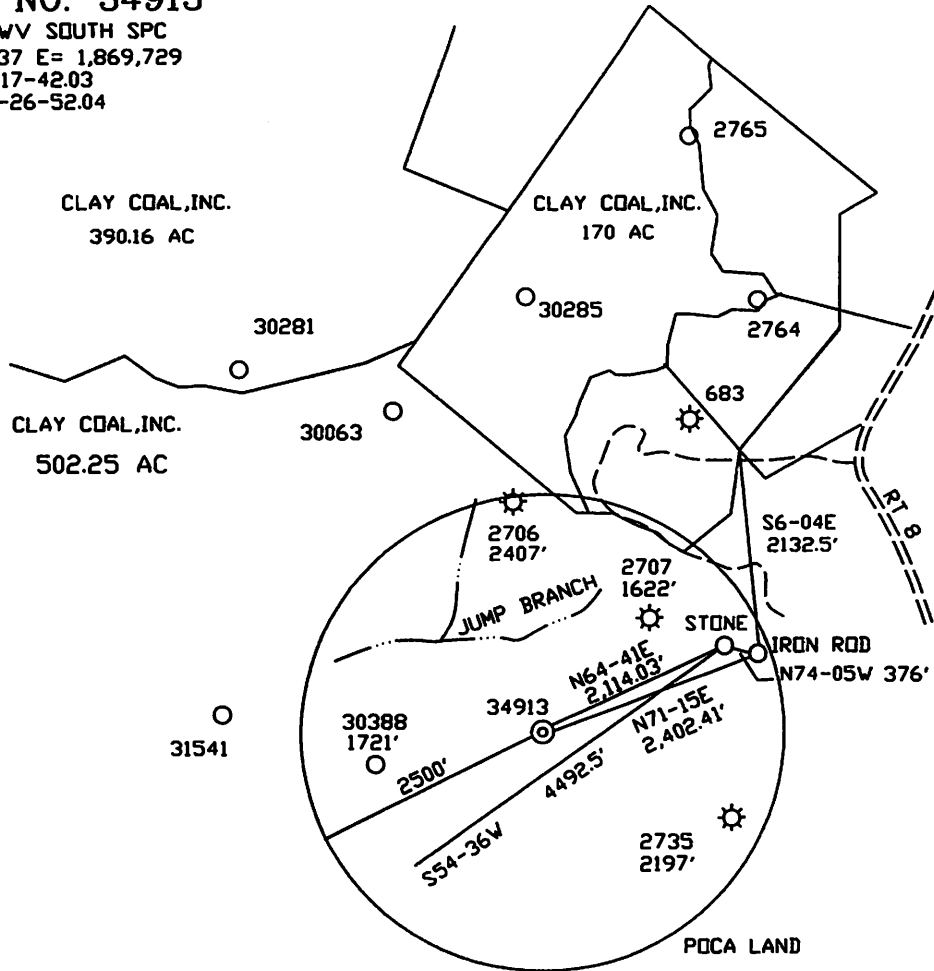 NO. 34913
WV SOUTH SPC
37 E= 1,869,729
17-42.03
-26-52.04
2765
CLAY COAL,INC.
390.16 AC
CLAY COAL,INC.
170 AC
30285
2764
30281
683
30063
CLAY COAL,INC.
502.25 AC
RT 8
S6-04E
2132.5'
2706
2407'
2707
1622'
JUMP BRANCH
STONE
IRON ROD
N74-05W 376'
N64-41E
2,114.03'
34913
N71-15E
2,402.41'
30388
1721'
31541
2500'
4492.5'
S54-36W
2735
2197'
POCA LAND